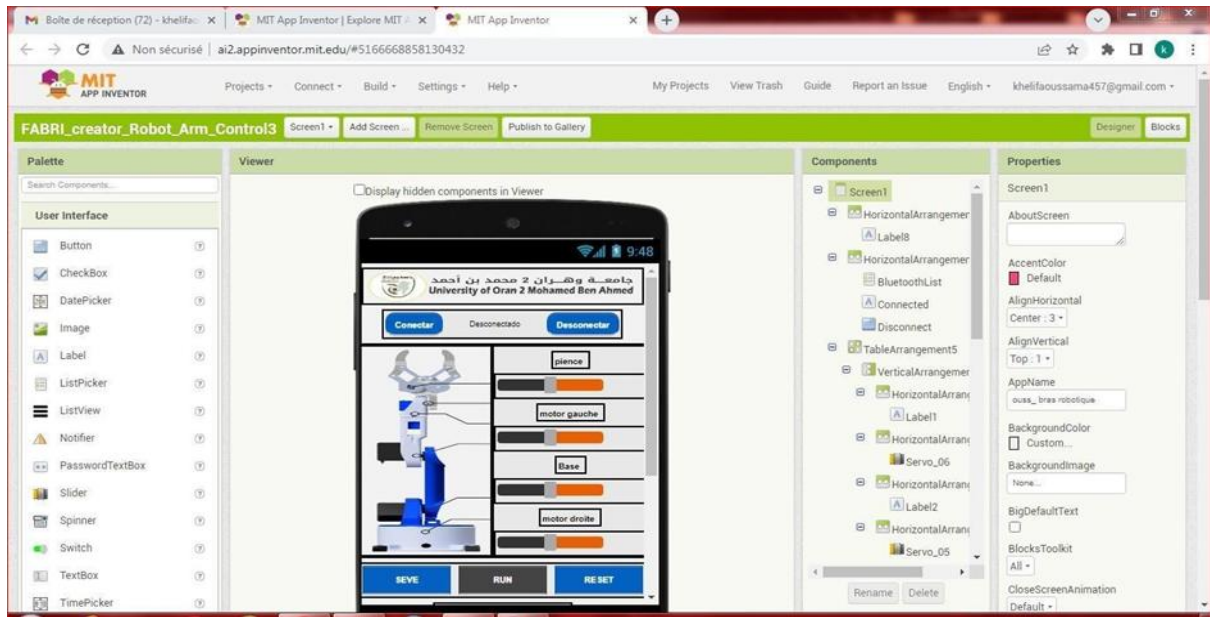 Boîte de réception (72) - khelifac
MIT App Inventor | Explore MIT A
MIT App Inventor
Non sécurisé | ai2.appinventor.mit.edu/#5166668858130432
k
MIT
APP INVENTOR
Projects
Connect
Build
Settings
Help
My Projects
View Trash
Guide
Report an Issue
English
khelifaoussama457@gmail.com
FABRI_creator_Robot_Arm_Control3
Screen1
Add Screen ...
Remove Screen
Publish to Gallery
Designer
Blocks
Palette
Search Components...
User Interface
Button
CheckBox
DatePicker
Image
Label
ListPicker
ListView
Notifier
PasswordTextBox
Slider
Spinner
Switch
TextBox
TimePicker
Viewer
Display hidden components in Viewer
9:48
جامعة وهران 2 محمد بن أحمد
University of Oran 2 Mohamed Ben Ahmed
Conectar
Desconectado
Desconectar
pience
motor gauche
Base
motor droite
SEVE
RUN
RESET
Components
Screen1
HorizontalArrangemer
Label8
HorizontalArrangemer
BluetoothList
Connected
Disconnect
TableArrangement5
VerticalArrangemer
HorizontalArrang
Label1
HorizontalArrang
Servo_06
HorizontalArrang
Label2
HorizontalArrang
Servo_05
Rename
Delete
Properties
Screen1
AboutScreen
AccentColor
Default
AlignHorizontal
Center : 3
AlignVertical
Top : 1
AppName
ouss_ bras robotique
BackgroundColor
Custom...
BackgroundImage
None...
BigDefaultText
BlocksToolkit
All
CloseScreenAnimation
Default